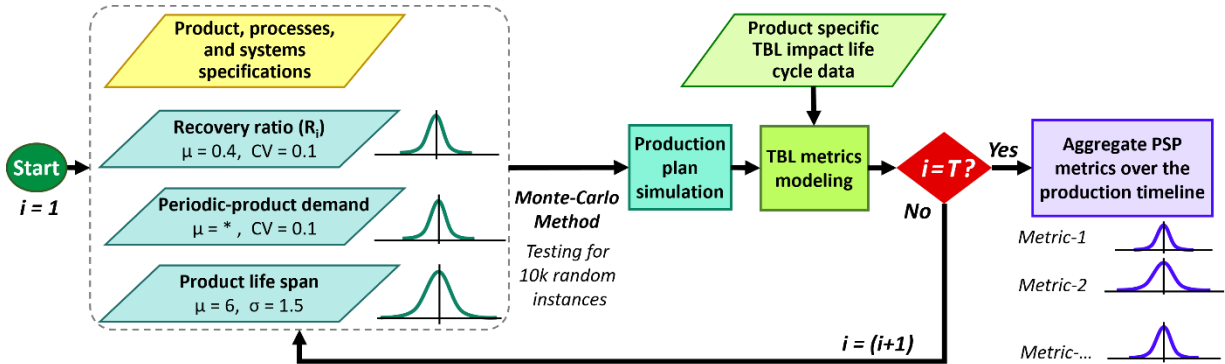 Start
i = 1
Product, processes,
and systems
specifications
Recovery ratio (Ri)
μ = 0.4, CV = 0.1
Periodic-product demand
μ = * , CV = 0.1
Product life span
μ = 6, σ = 1.5
Monte-Carlo
Method
Testing for
10k random
instances
Production
plan
simulation
Product specific
TBL impact life
cycle data
TBL metrics
modeling
i = T?
Yes
No
i = (i+1)
Aggregate PSP
metrics over the
production timeline
Metric-1
Metric-2
Metric-...